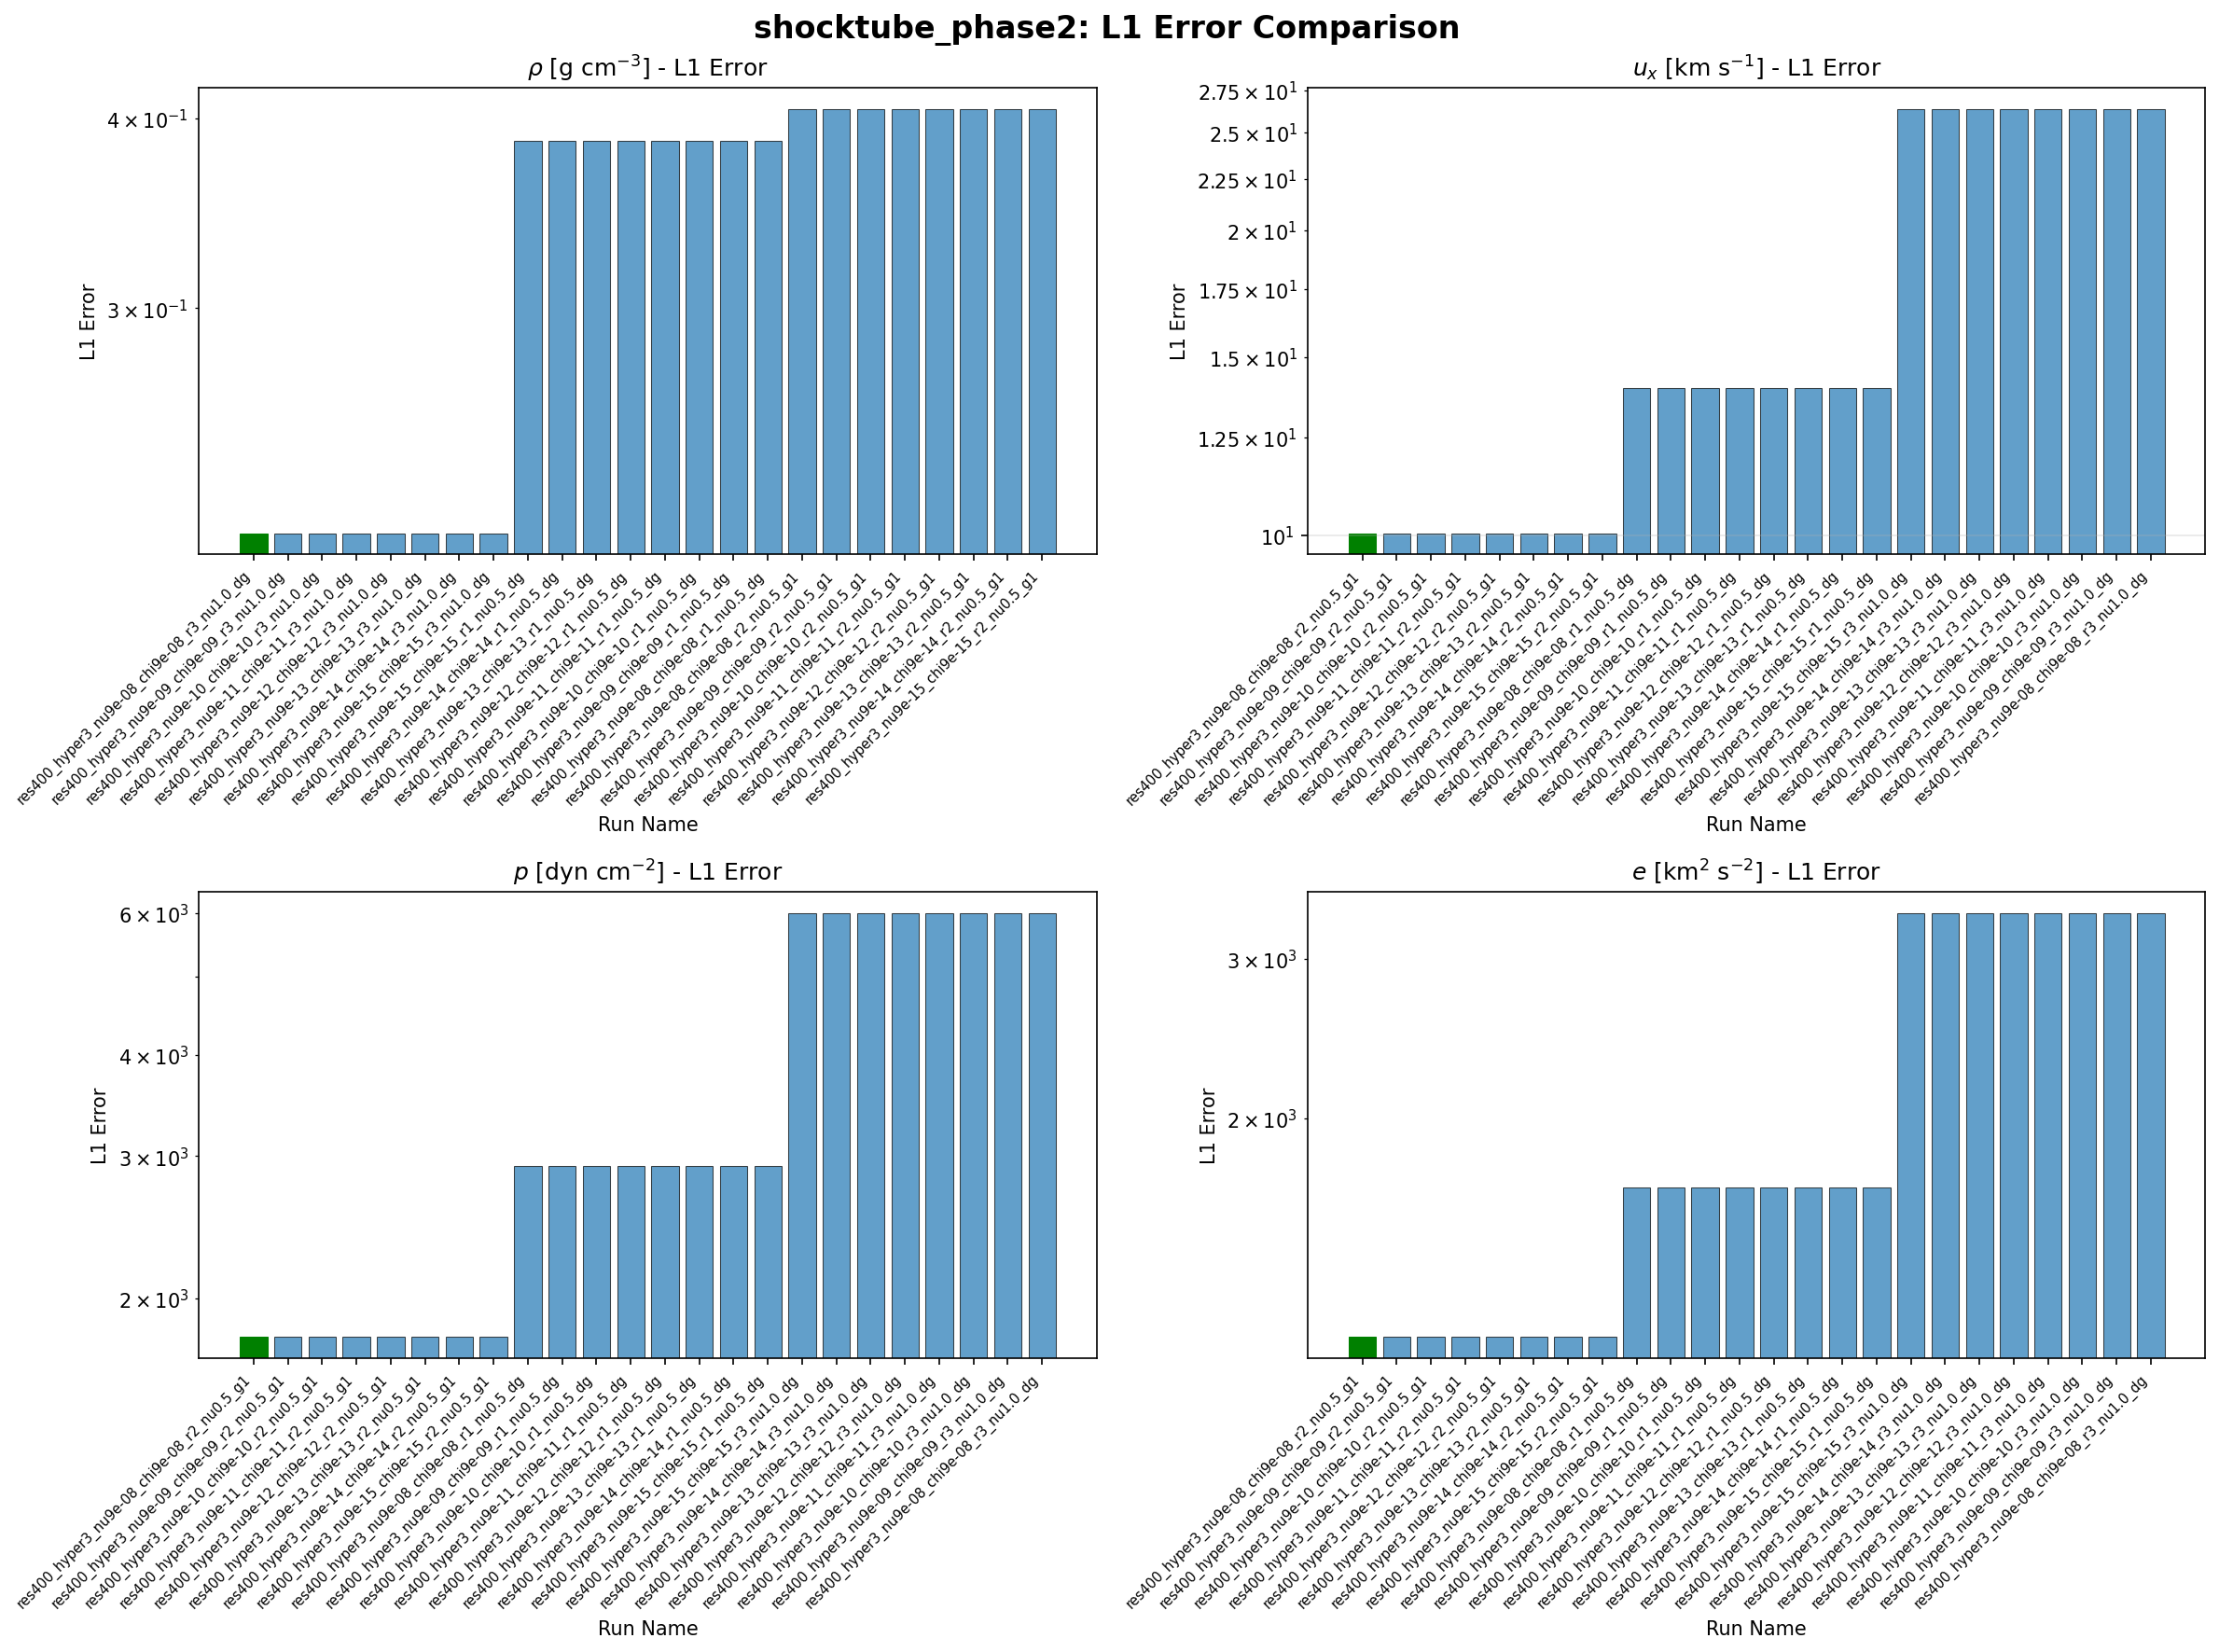 shocktube_phase2: L1 Error Comparison
ρ [g cm⁻³] - L1 Error
L1 Error
4 × 10⁻¹
3 × 10⁻¹
res400_hyper3_nu9e-08_chi9e-08_r3_nu1.0_dg
res400_hyper3_nu9e-09_chi9e-09_r3_nu1.0_dg
res400_hyper3_nu9e-10_chi9e-10_r3_nu1.0_dg
res400_hyper3_nu9e-11_chi9e-11_r3_nu1.0_dg
res400_hyper3_nu9e-12_chi9e-12_r3_nu1.0_dg
res400_hyper3_nu9e-13_chi9e-13_r3_nu1.0_dg
res400_hyper3_nu9e-14_chi9e-14_r3_nu1.0_dg
res400_hyper3_nu9e-15_chi9e-15_r3_nu1.0_dg
res400_hyper3_nu9e-15_chi9e-15_r1_nu0.5_dg
res400_hyper3_nu9e-14_chi9e-14_r1_nu0.5_dg
res400_hyper3_nu9e-13_chi9e-13_r1_nu0.5_dg
res400_hyper3_nu9e-12_chi9e-12_r1_nu0.5_dg
res400_hyper3_nu9e-11_chi9e-11_r1_nu0.5_dg
res400_hyper3_nu9e-10_chi9e-10_r1_nu0.5_dg
res400_hyper3_nu9e-09_chi9e-09_r1_nu0.5_dg
res400_hyper3_nu9e-08_chi9e-08_r1_nu0.5_dg
res400_hyper3_nu9e-08_chi9e-08_r2_nu0.5_g1
res400_hyper3_nu9e-09_chi9e-09_r2_nu0.5_g1
res400_hyper3_nu9e-10_chi9e-10_r2_nu0.5_g1
res400_hyper3_nu9e-11_chi9e-11_r2_nu0.5_g1
res400_hyper3_nu9e-12_chi9e-12_r2_nu0.5_g1
res400_hyper3_nu9e-13_chi9e-13_r2_nu0.5_g1
res400_hyper3_nu9e-14_chi9e-14_r2_nu0.5_g1
res400_hyper3_nu9e-15_chi9e-15_r2_nu0.5_g1
Run Name
uₓ [km s⁻¹] - L1 Error
L1 Error
2.75 × 10¹
2.5 × 10¹
2.25 × 10¹
2 × 10¹
1.75 × 10¹
1.5 × 10¹
1.25 × 10¹
10¹
res400_hyper3_nu9e-08_chi9e-08_r2_nu0.5_g1
res400_hyper3_nu9e-09_chi9e-09_r2_nu0.5_g1
res400_hyper3_nu9e-10_chi9e-10_r2_nu0.5_g1
res400_hyper3_nu9e-11_chi9e-11_r2_nu0.5_g1
res400_hyper3_nu9e-12_chi9e-12_r2_nu0.5_g1
res400_hyper3_nu9e-13_chi9e-13_r2_nu0.5_g1
res400_hyper3_nu9e-14_chi9e-14_r2_nu0.5_g1
res400_hyper3_nu9e-15_chi9e-15_r2_nu0.5_g1
res400_hyper3_nu9e-08_chi9e-08_r1_nu0.5_dg
res400_hyper3_nu9e-09_chi9e-09_r1_nu0.5_dg
res400_hyper3_nu9e-10_chi9e-10_r1_nu0.5_dg
res400_hyper3_nu9e-11_chi9e-11_r1_nu0.5_dg
res400_hyper3_nu9e-12_chi9e-12_r1_nu0.5_dg
res400_hyper3_nu9e-13_chi9e-13_r1_nu0.5_dg
res400_hyper3_nu9e-14_chi9e-14_r1_nu0.5_dg
res400_hyper3_nu9e-15_chi9e-15_r1_nu0.5_dg
res400_hyper3_nu9e-15_chi9e-15_r3_nu1.0_dg
res400_hyper3_nu9e-14_chi9e-14_r3_nu1.0_dg
res400_hyper3_nu9e-13_chi9e-13_r3_nu1.0_dg
res400_hyper3_nu9e-12_chi9e-12_r3_nu1.0_dg
res400_hyper3_nu9e-11_chi9e-11_r3_nu1.0_dg
res400_hyper3_nu9e-10_chi9e-10_r3_nu1.0_dg
res400_hyper3_nu9e-09_chi9e-09_r3_nu1.0_dg
res400_hyper3_nu9e-08_chi9e-08_r3_nu1.0_dg
Run Name
p [dyn cm⁻²] - L1 Error
L1 Error
6 × 10³
4 × 10³
3 × 10³
2 × 10³
res400_hyper3_nu9e-08_chi9e-08_r2_nu0.5_g1
res400_hyper3_nu9e-09_chi9e-09_r2_nu0.5_g1
res400_hyper3_nu9e-10_chi9e-10_r2_nu0.5_g1
res400_hyper3_nu9e-11_chi9e-11_r2_nu0.5_g1
res400_hyper3_nu9e-12_chi9e-12_r2_nu0.5_g1
res400_hyper3_nu9e-13_chi9e-13_r2_nu0.5_g1
res400_hyper3_nu9e-14_chi9e-14_r2_nu0.5_g1
res400_hyper3_nu9e-15_chi9e-15_r2_nu0.5_g1
res400_hyper3_nu9e-08_chi9e-08_r1_nu0.5_dg
res400_hyper3_nu9e-09_chi9e-09_r1_nu0.5_dg
res400_hyper3_nu9e-10_chi9e-10_r1_nu0.5_dg
res400_hyper3_nu9e-11_chi9e-11_r1_nu0.5_dg
res400_hyper3_nu9e-12_chi9e-12_r1_nu0.5_dg
res400_hyper3_nu9e-13_chi9e-13_r1_nu0.5_dg
res400_hyper3_nu9e-14_chi9e-14_r1_nu0.5_dg
res400_hyper3_nu9e-15_chi9e-15_r1_nu0.5_dg
res400_hyper3_nu9e-15_chi9e-15_r3_nu1.0_dg
res400_hyper3_nu9e-14_chi9e-14_r3_nu1.0_dg
res400_hyper3_nu9e-13_chi9e-13_r3_nu1.0_dg
res400_hyper3_nu9e-12_chi9e-12_r3_nu1.0_dg
res400_hyper3_nu9e-11_chi9e-11_r3_nu1.0_dg
res400_hyper3_nu9e-10_chi9e-10_r3_nu1.0_dg
res400_hyper3_nu9e-09_chi9e-09_r3_nu1.0_dg
res400_hyper3_nu9e-08_chi9e-08_r3_nu1.0_dg
Run Name
e [km² s⁻²] - L1 Error
L1 Error
3 × 10³
2 × 10³
res400_hyper3_nu9e-08_chi9e-08_r2_nu0.5_g1
res400_hyper3_nu9e-09_chi9e-09_r2_nu0.5_g1
res400_hyper3_nu9e-10_chi9e-10_r2_nu0.5_g1
res400_hyper3_nu9e-11_chi9e-11_r2_nu0.5_g1
res400_hyper3_nu9e-12_chi9e-12_r2_nu0.5_g1
res400_hyper3_nu9e-13_chi9e-13_r2_nu0.5_g1
res400_hyper3_nu9e-14_chi9e-14_r2_nu0.5_g1
res400_hyper3_nu9e-15_chi9e-15_r2_nu0.5_g1
res400_hyper3_nu9e-08_chi9e-08_r1_nu0.5_dg
res400_hyper3_nu9e-09_chi9e-09_r1_nu0.5_dg
res400_hyper3_nu9e-10_chi9e-10_r1_nu0.5_dg
res400_hyper3_nu9e-11_chi9e-11_r1_nu0.5_dg
res400_hyper3_nu9e-12_chi9e-12_r1_nu0.5_dg
res400_hyper3_nu9e-13_chi9e-13_r1_nu0.5_dg
res400_hyper3_nu9e-14_chi9e-14_r1_nu0.5_dg
res400_hyper3_nu9e-15_chi9e-15_r1_nu0.5_dg
res400_hyper3_nu9e-15_chi9e-15_r3_nu1.0_dg
res400_hyper3_nu9e-14_chi9e-14_r3_nu1.0_dg
res400_hyper3_nu9e-13_chi9e-13_r3_nu1.0_dg
res400_hyper3_nu9e-12_chi9e-12_r3_nu1.0_dg
res400_hyper3_nu9e-11_chi9e-11_r3_nu1.0_dg
res400_hyper3_nu9e-10_chi9e-10_r3_nu1.0_dg
res400_hyper3_nu9e-09_chi9e-09_r3_nu1.0_dg
res400_hyper3_nu9e-08_chi9e-08_r3_nu1.0_dg
Run Name